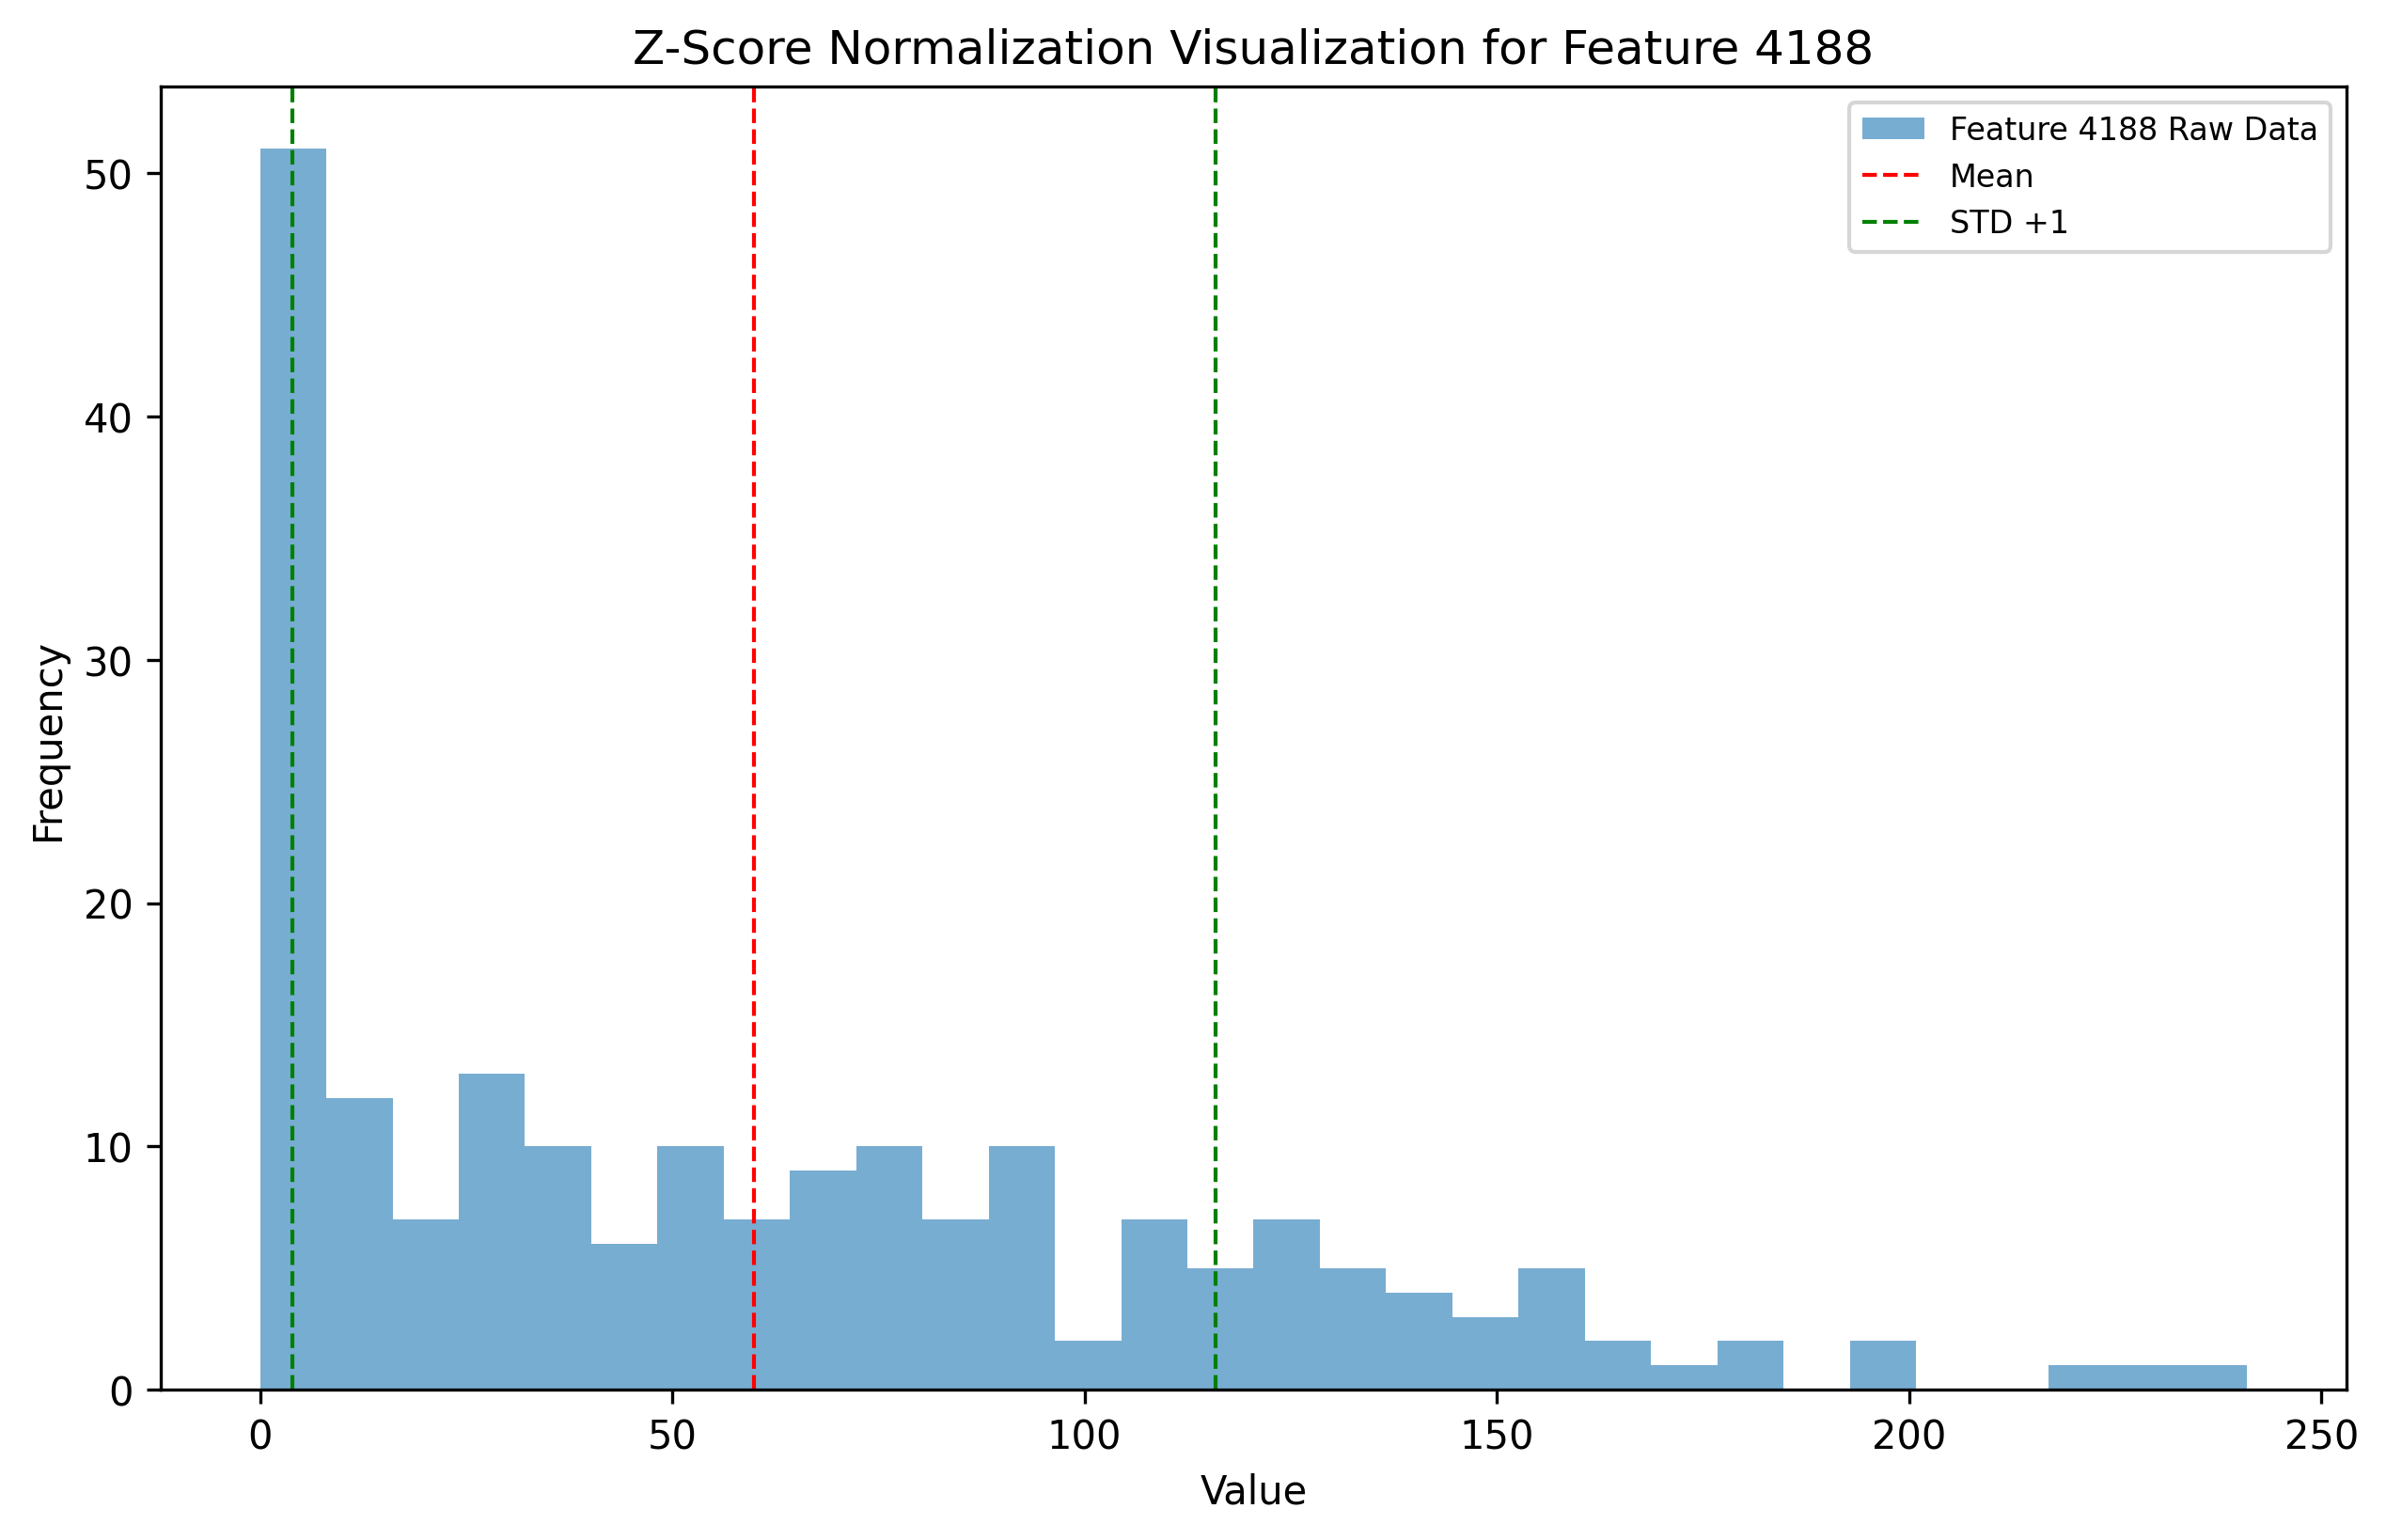 Z-Score Normalization Visualization for Feature 4188
Feature 4188 Raw Data
Mean
STD +1
Frequency
50
40
30
20
10
0
0 50 100 150 200 250
Value